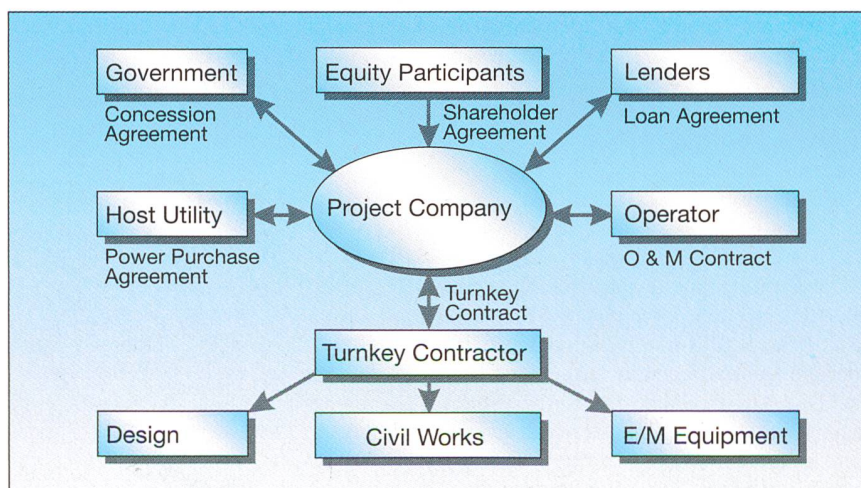 Government
Equity Participants
Lenders
Concession
Agreement
Shareholder
Agreement
Loan Agreement
Host Utility
Project Company
Operator
Power Purchase
Agreement
O & M Contract
Turnkey
Contract
Turnkey Contractor
Design
Civil Works
E/M Equipment